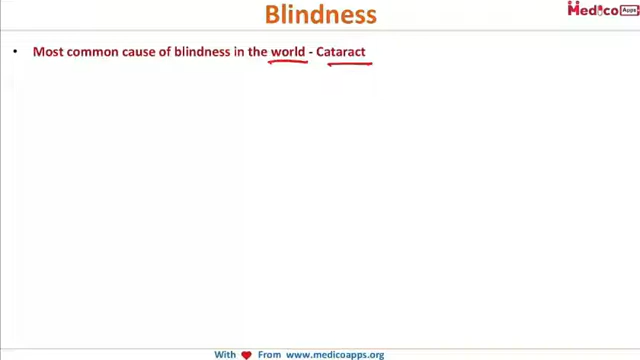 Blindness
MedicoApps
• Most common cause of blindness in the world - Cataract
With From www.medicoapps.org